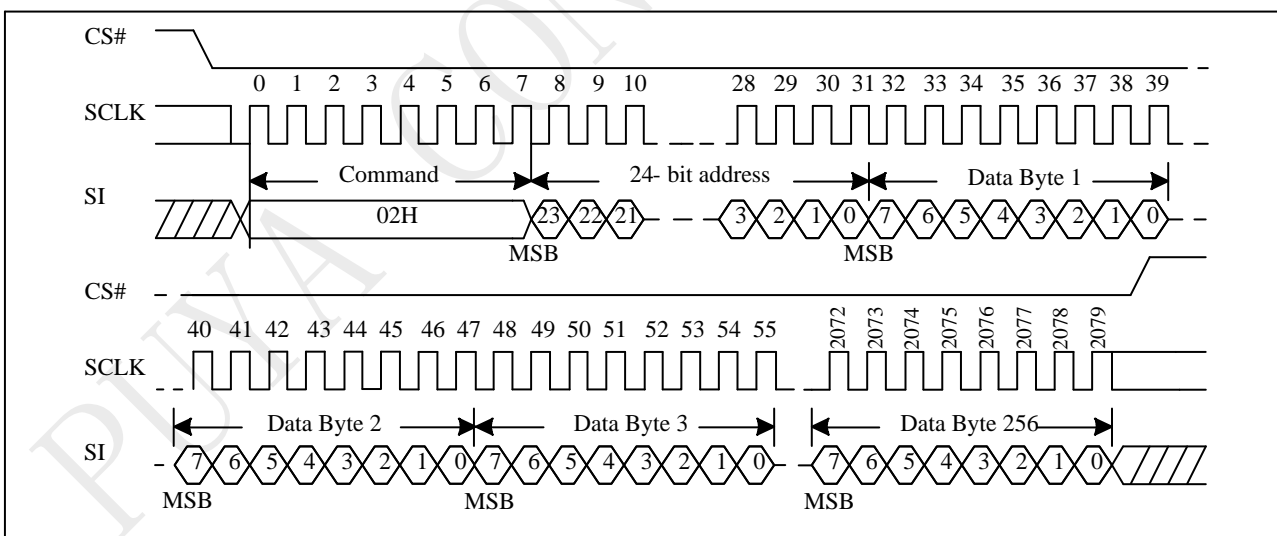 CS#
0 1 2 3 4 5 6 7 8 9 10 28 29 30 31 32 33 34 35 36 37 38 39
SCLK
Command 24- bit address Data Byte 1
SI
02H 23 22 21 3 2 1 0 7 6 5 4 3 2 1 0
MSB MSB
CS#
40 41 42 43 44 45 46 47 48 49 50 51 52 53 54 55 2072 2073 2074 2075 2076 2077 2078 2079
SCLK
Data Byte 2 Data Byte 3 Data Byte 256
SI
7 6 5 4 3 2 1 0 7 6 5 4 3 2 1 0 7 6 5 4 3 2 1 0
MSB MSB MSB
PUYA CON